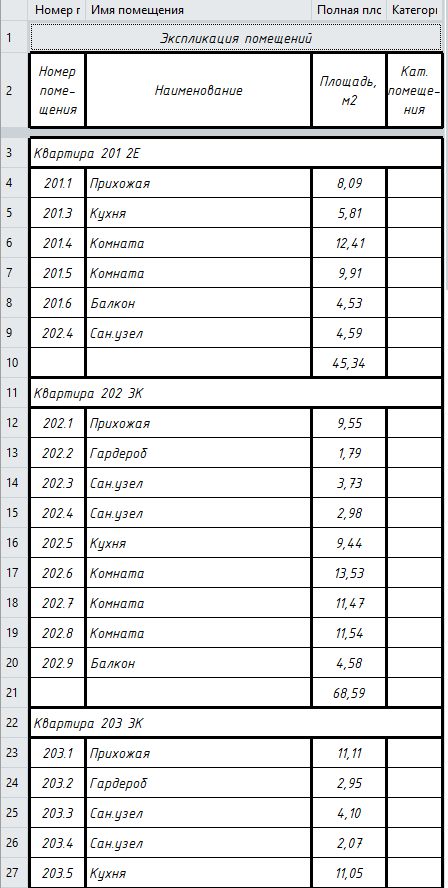 Номер г Имя помещения Полная плс Категорі
1 Экспликация помещений
2 Номер поме- щения Наименование Площадь, м2 Кат. помеще- ния
3 Квартира 201 2Е
4 201.1 Прихожая 8,09
5 201.3 Кухня 5,81
6 201.4 Комната 12,41
7 201.5 Комната 9,91
8 201.6 Балкон 4,53
9 202.4 Сан.узел 4,59
10 45,34
11 Квартира 202 3К
12 202.1 Прихожая 9,55
13 202.2 Гардероб 1,79
14 202.3 Сан.узел 3,73
15 202.4 Сан.узел 2,98
16 202.5 Кухня 9,44
17 202.6 Комната 13,53
18 202.7 Комната 11,47
19 202.8 Комната 11,54
20 202.9 Балкон 4,58
21 68,59
22 Квартира 203 3К
23 203.1 Прихожая 11,11
24 203.2 Гардероб 2,95
25 203.3 Сан.узел 4,10
26 203.4 Сан.узел 2,07
27 203.5 Кухня 11,05